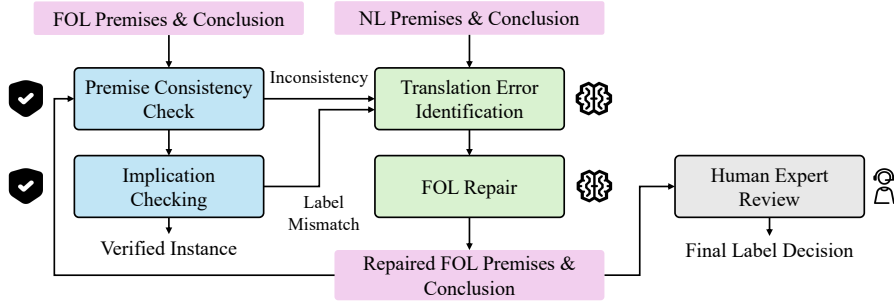 FOL Premises & Conclusion
NL Premises & Conclusion
Premise Consistency
Check
Inconsistency
Translation Error
Identification
Implication
Checking
Label
Mismatch
FOL Repair
Human Expert
Review
Verified Instance
Final Label Decision
Repaired FOL Premises &
Conclusion